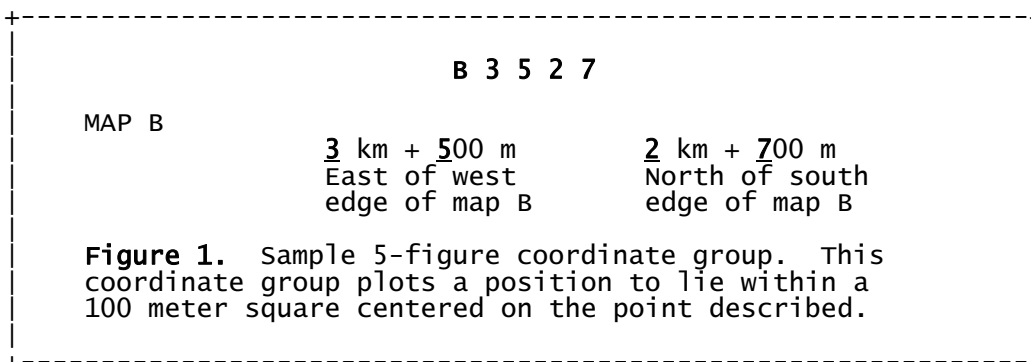 B 3 5 2 7
MAP B
3 km + 500 m 2 km + 700 m
East of west North of south
edge of map B edge of map B
Figure 1. Sample 5-figure coordinate group. This
coordinate group plots a position to lie within a
100 meter square centered on the point described.